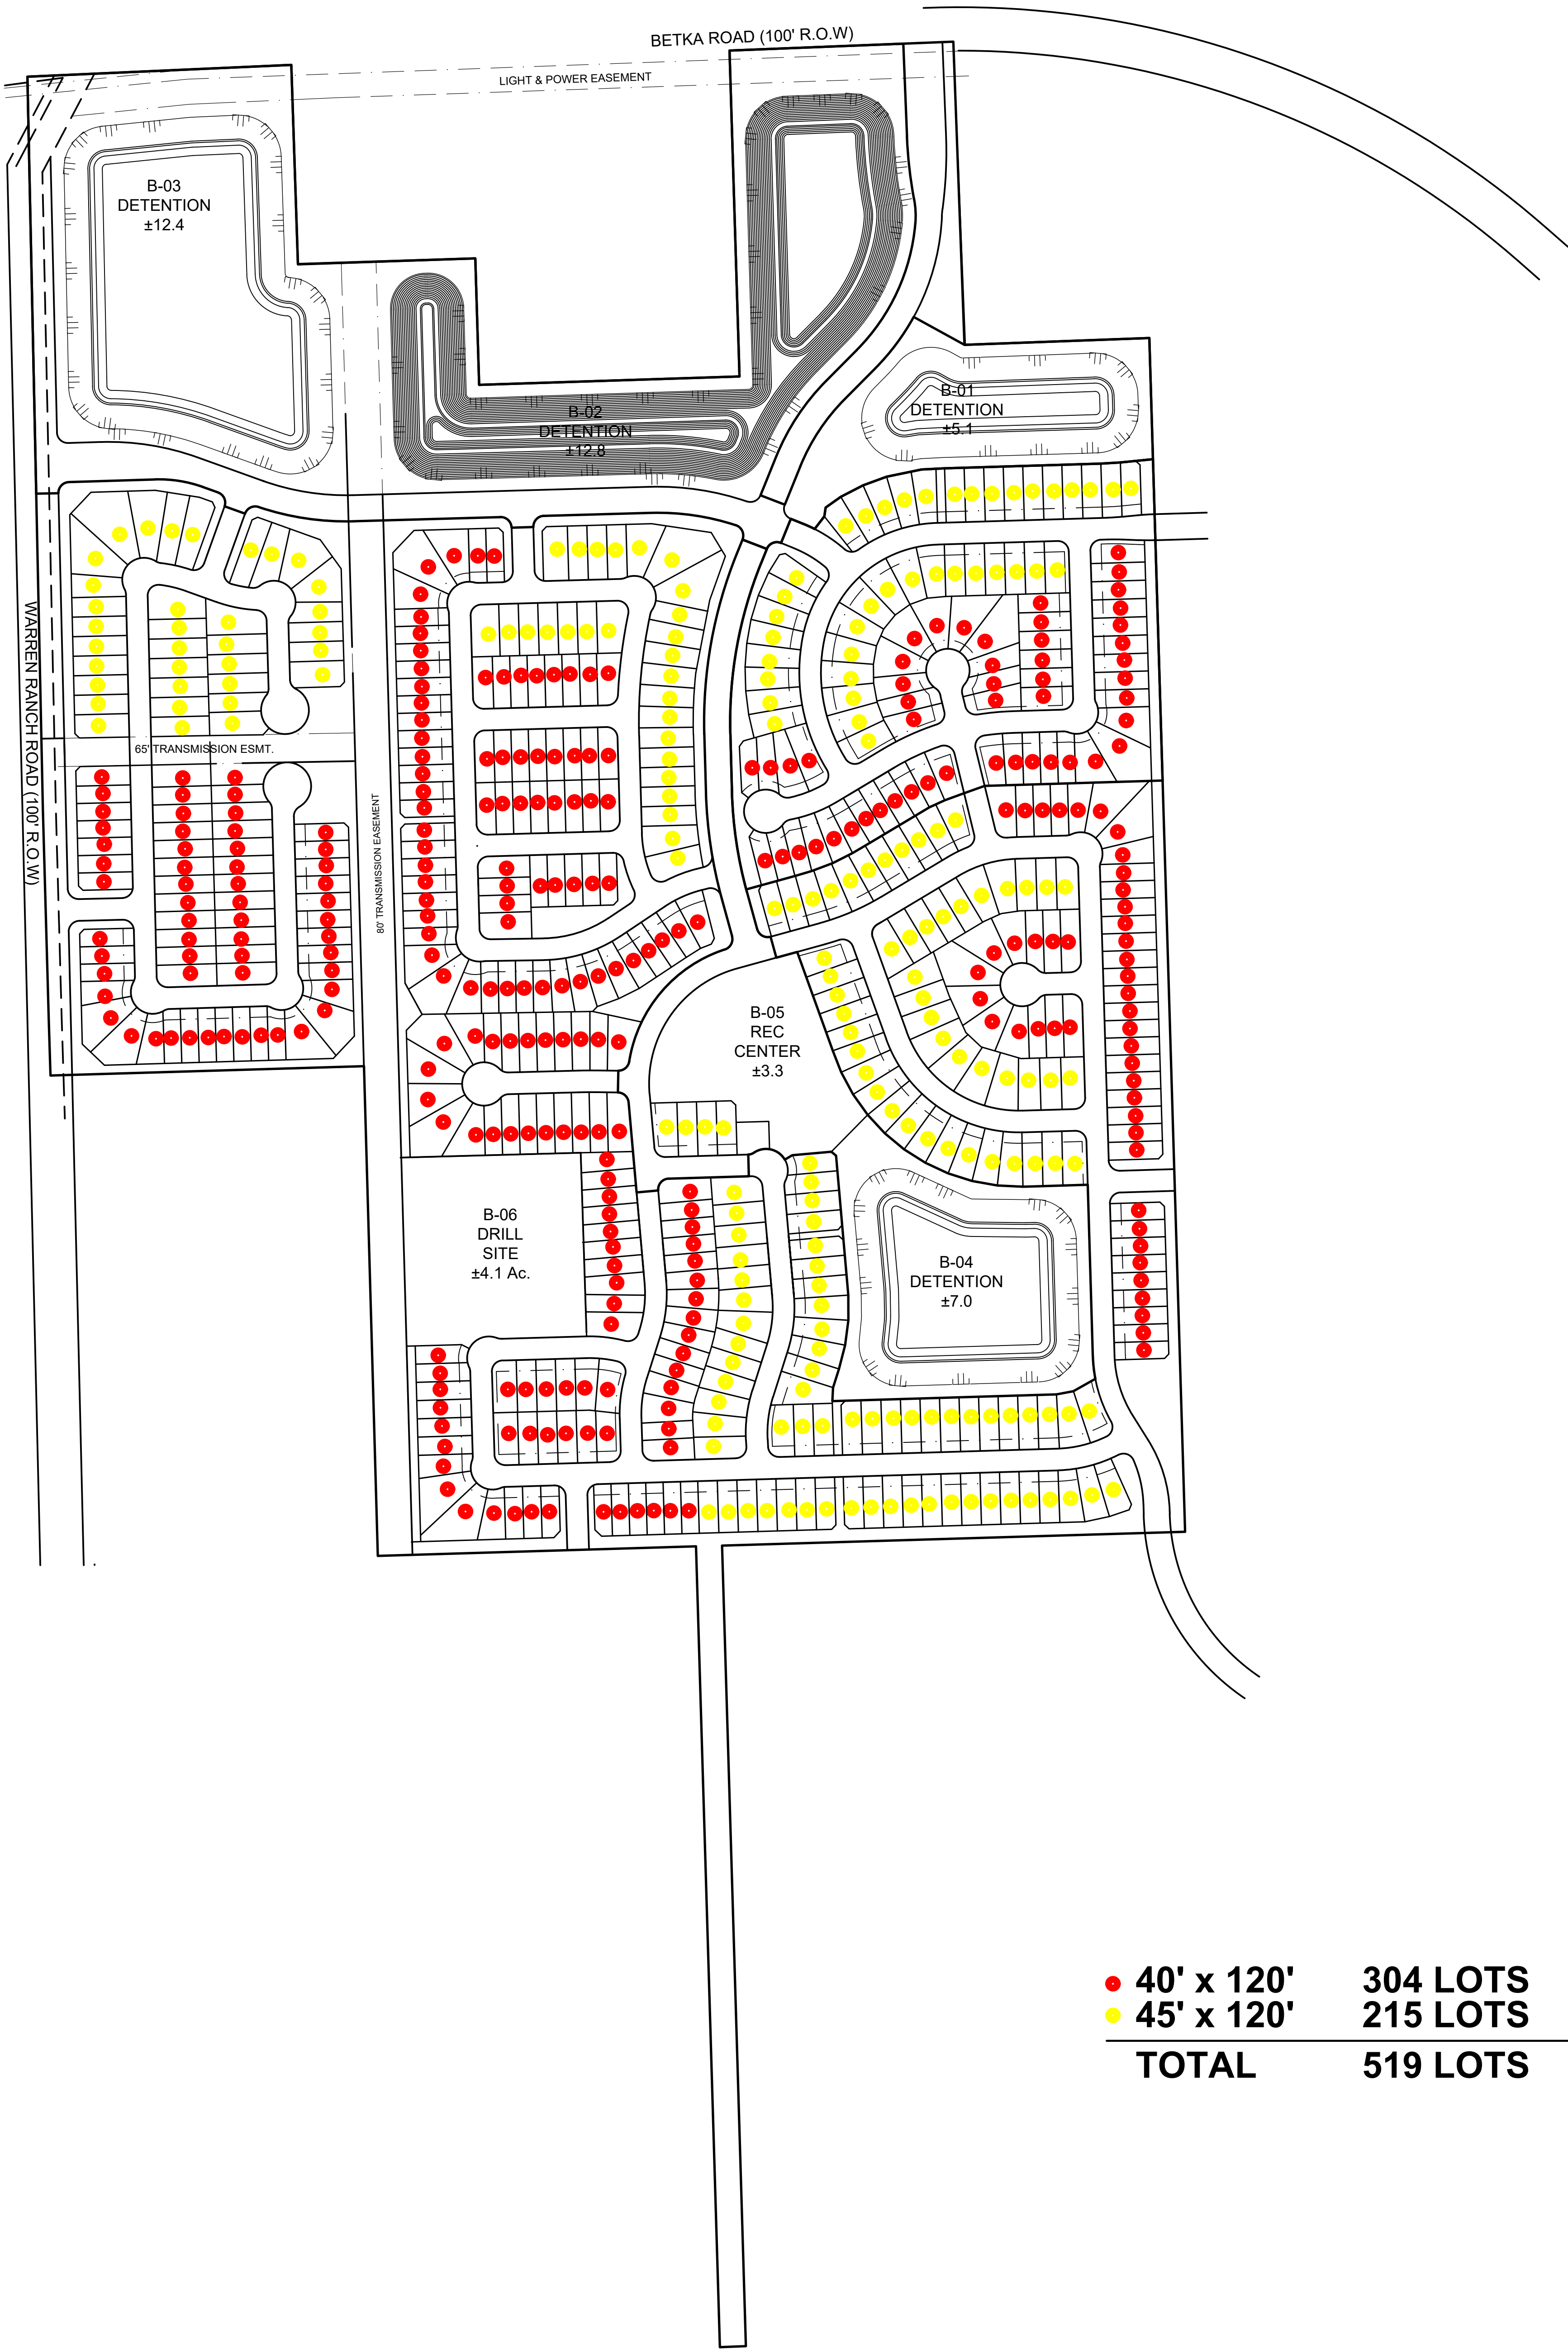 BETKA ROAD (100' R.O.W)
LIGHT & POWER EASEMENT
B-03
DETENTION
±12.4
B-01
DETENTION
±5.1
B-02
DETENTION
±12.8
WARREN RANCH ROAD (100' R.O.W)
65' TRANSMISSION ESMT.
80' TRANSMISSION EASEMENT
B-05
REC
CENTER
±3.3
B-06
DRILL
SITE
±4.1 Ac.
B-04
DETENTION
±7.0
40' x 120' 304 LOTS
45' x 120' 215 LOTS
TOTAL 519 LOTS